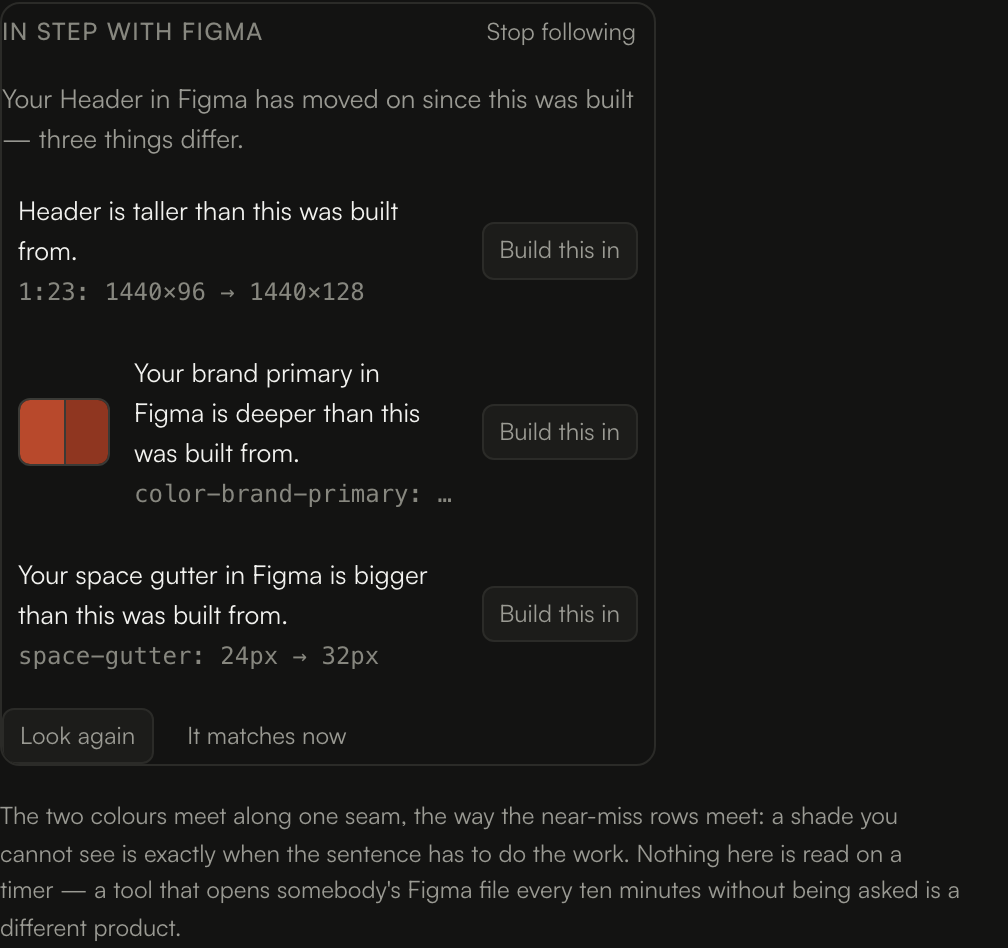 IN STEP WITH FIGMA
Stop following
Your Header in Figma has moved on since this was built
— three things differ.
Header is taller than this was built
from.
1:23: 1440×96 → 1440×128
Build this in
Your brand primary in
Figma is deeper than this
was built from.
color-brand-primary: …
Build this in
Your space gutter in Figma is bigger
than this was built from.
space-gutter: 24px → 32px
Build this in
Look again
It matches now
The two colours meet along one seam, the way the near-miss rows meet: a shade you
cannot see is exactly when the sentence has to do the work. Nothing here is read on a
timer — a tool that opens somebody's Figma file every ten minutes without being asked is a
different product.